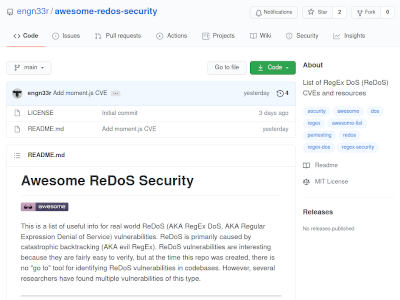 engn33r / awesome-redos-security
Notifications
Star 2
Fork 0
Code
Issues
Pull requests
Actions
Projects
Wiki
Security
Insights
main
Go to file
Code
engn33r Add moment.js CVE ... yesterday 4
LICENSE Initial commit 3 days ago
README.md Add moment.js CVE yesterday
README.md
Awesome ReDoS Security
awesome
This is a list of useful info for real world ReDoS (AKA RegEx DoS, AKA Regular
Expression Denial of Service) vulnerabilities. ReDoS is primarily caused by
catastrophic backtracking (AKA evil RegEx). ReDoS vulnerabilities are interesting
because they are fairly easy to verify, but at the time this repo was created, there is
no "go to" tool for identifying ReDoS vulnerabilities in codebases. However, several
researchers have found multiple vulnerabilities of this type.
About
List of RegEx DoS (ReDoS)
CVEs and resources
security awesome dos
regex awesome-list
pentesting redos
regex-dos regex-security
Readme
MIT License
Releases
No releases published